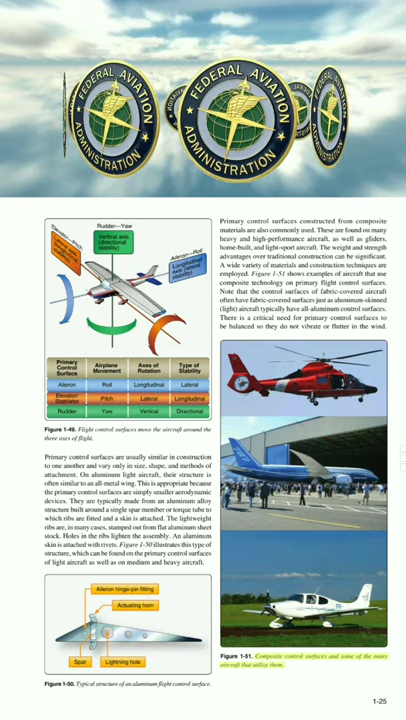 FEDERAL AVIATION
ADMINISTRATION
FEDERAL AVIATION
ADMINISTRATION
Rudder—Yaw
Vertical axis
(directional
stability)
Elevator—Pitch
Lateral axis
(longitudinal
stability)
Aileron—Roll
Longitudinal
axis (lateral
stability)
Primary Control Surface Airplane Movement Axes of Rotation Type of Stability
Aileron Roll Longitudinal Lateral
Elevator/Stabilator Pitch Lateral Longitudinal
Rudder Yaw Vertical Directional
Figure 1-49. Flight control surfaces move the aircraft around the
three axes of flight.
Primary control surfaces are usually similar in construction
to one another and vary only in size, shape, and methods of
attachment. On aluminum light aircraft, their structure is
often similar to an all-metal wing. This is appropriate because
the primary control surfaces are simply smaller aerodynamic
devices. They are typically made from an aluminum alloy
structure built around a single spar member or torque tube to
which ribs are fitted and a skin is attached. The lightweight
ribs are, in many cases, stamped out from flat aluminum sheet
stock. Holes in the ribs lighten the assembly. An aluminum
skin is attached with rivets. Figure 1-50 illustrates this type of
structure, which can be found on the primary control surfaces
of light aircraft as well as on medium and heavy aircraft.
Aileron hinge-pin fitting
Actuating horn
Spar
Lightning hole
Figure 1-50. Typical structure of an aluminum flight control surface.
Primary control surfaces constructed from composite
materials are also commonly used. These are found on many
heavy and high-performance aircraft, as well as gliders,
home-built, and light-sport aircraft. The weight and strength
advantages over traditional construction can be significant.
A wide variety of materials and construction techniques are
employed. Figure 1-51 shows examples of aircraft that use
composite technology on primary flight control surfaces.
Note that the control surfaces of fabric-covered aircraft
often have fabric-covered surfaces just as aluminum-skinned
(light) aircraft typically have all-aluminum control surfaces.
There is a critical need for primary control surfaces to
be balanced so they do not vibrate or flutter in the wind.
Figure 1-51. Composite control surfaces and some of the many
aircraft that utilize them.
1-25